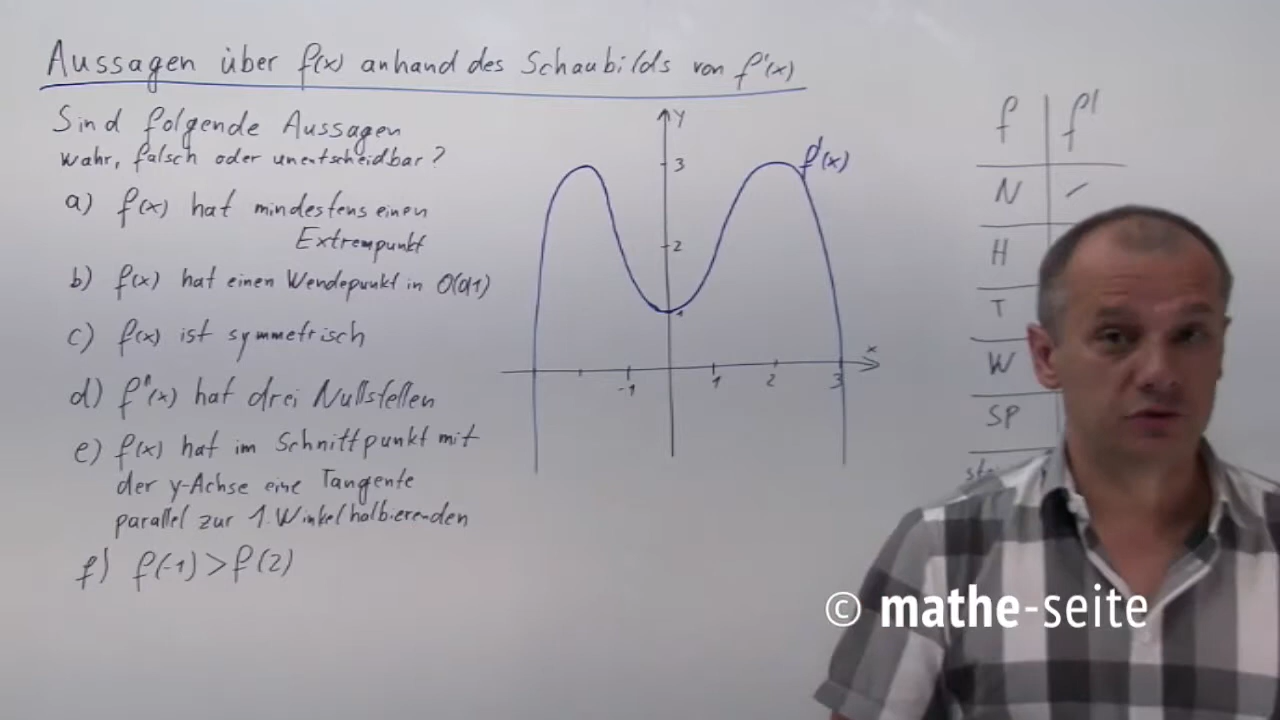 Aussagen über f(x) anhand des Schaubilds von f'(x)
Sind folgende Aussagen
wahr, falsch oder unentscheidbar?
a) f(x) hat mindestens einen
Extrempunkt
b) f(x) hat einen Wendepunkt in O(0|1)
c) f(x) ist symmetrisch
d) f''(x) hat drei Nullstellen
e) f(x) hat im Schnittpunkt mit
der y-Achse eine Tangente
parallel zur 1. Winkelhalbierenden
f) f(-1) > f(2)
y
3
f'(x)
2
1
x
-1 1 2 3
f f'
N -
H
T
W
SP
© mathe-seite